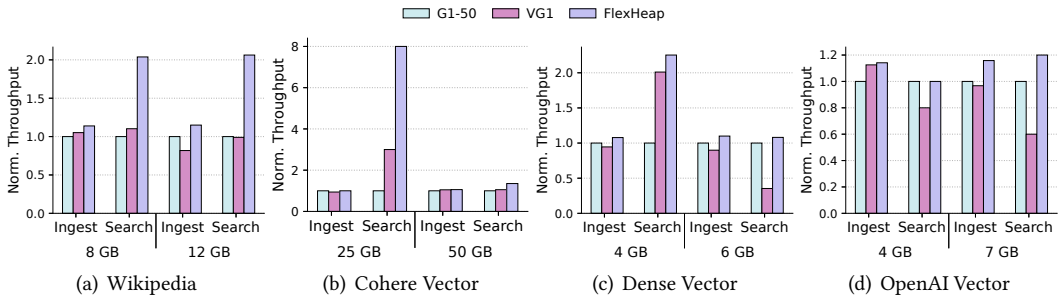 G1-50 VG1 FlexHeap
Norm. Throughput
2.0
1.5
1.0
0.5
0.0
Ingest Search Ingest Search
8 GB 12 GB
(a) Wikipedia
Norm. Throughput
8
6
4
2
0
Ingest Search Ingest Search
25 GB 50 GB
(b) Cohere Vector
Norm. Throughput
2.0
1.5
1.0
0.5
0.0
Ingest Search Ingest Search
4 GB 6 GB
(c) Dense Vector
Norm. Throughput
1.2
1.0
0.8
0.6
0.4
0.2
0.0
Ingest Search Ingest Search
4 GB 7 GB
(d) OpenAI Vector